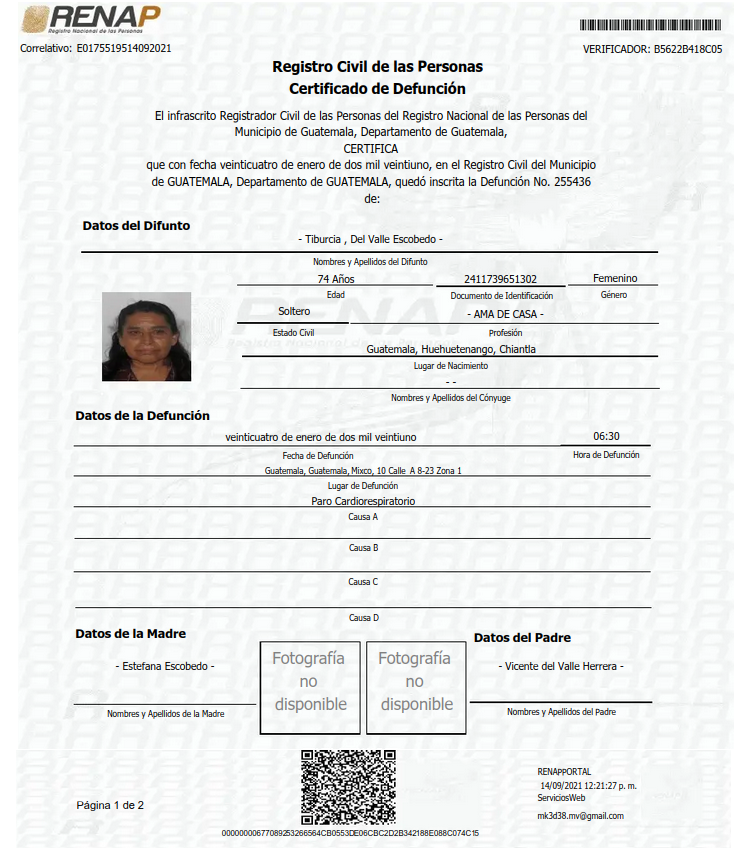 RENAP
Registro Nacional de las Personas
Correlativo: E0175519514092021
VERIFICADOR: B5622B418C05
Registro Civil de las Personas
Certificado de Defunción
El infrascrito Registrador Civil de las Personas del Registro Nacional de las Personas del
Municipio de Guatemala, Departamento de Guatemala,
CERTIFICA
que con fecha veinticuatro de enero de dos mil veintiuno, en el Registro Civil del Municipio
de GUATEMALA, Departamento de GUATEMALA, quedó inscrita la Defunción No. 255436
de:
Datos del Difunto
- Tiburcia , Del Valle Escobedo -
Nombres y Apellidos del Difunto
74 Años 2411739651302 Femenino
Edad Documento de Identificación Género
Soltero - AMA DE CASA -
Estado Civil Profesión
Guatemala, Huehuetenango, Chiantla
Lugar de Nacimiento
- -
Nombres y Apellidos del Cónyuge
Datos de la Defunción
veinticuatro de enero de dos mil veintiuno 06:30
Fecha de Defunción Hora de Defunción
Guatemala, Guatemala, Mixco, 10 Calle A 8-23 Zona 1
Lugar de Defunción
Paro Cardiorespiratorio
Causa A
Causa B
Causa C
Causa D
Datos de la Madre
Datos del Padre
- Estefana Escobedo -
Fotografía
no
disponible
Fotografía
no
disponible
- Vicente del Valle Herrera -
Nombres y Apellidos de la Madre
Nombres y Apellidos del Padre
RENAPPORTAL
14/09/2021 12:21:27 p. m.
ServiciosWeb
mk3d38.mv@gmail.com
Página 1 de 2
0000000067708925326656​4CB0553DE06CBC2D2B342188E088C074C15